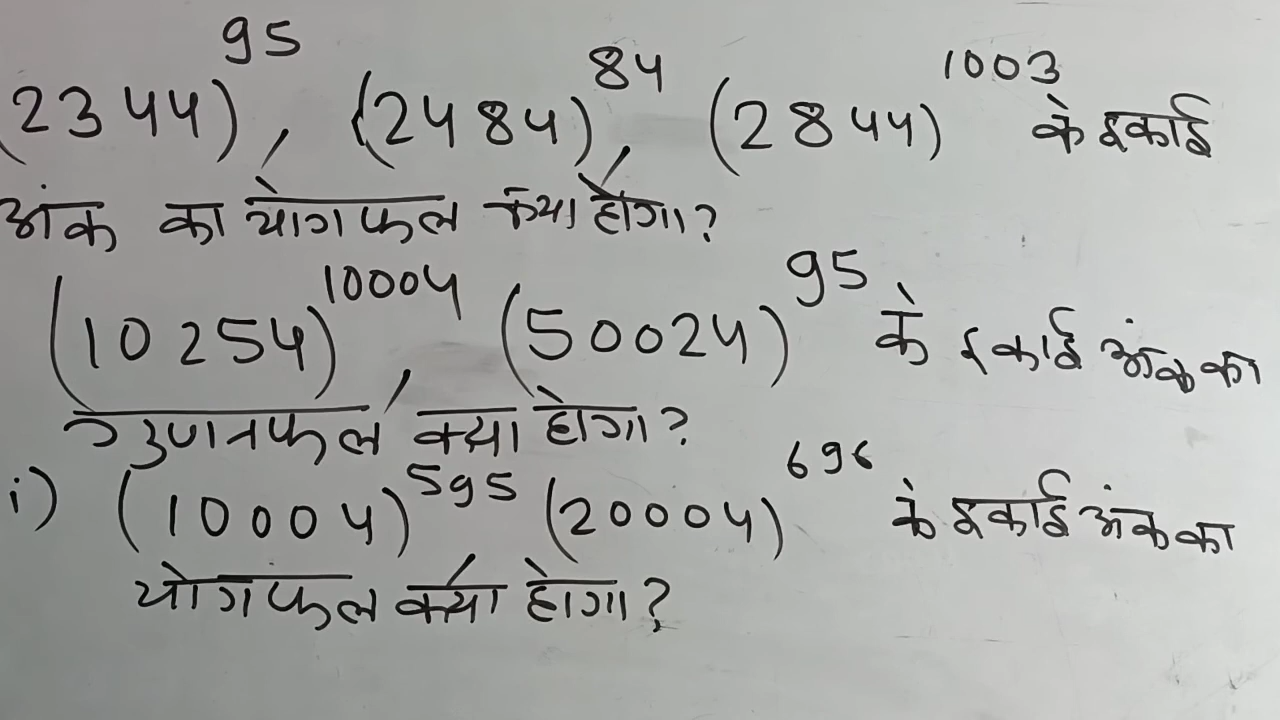 (2344)^95, (2484)^84, (2844)^1003 के इकाई
अंक का योगफल क्या होगा?
(10254)^10004, (50024)^95 के इकाई अंक का
गुणनफल क्या होगा?
i) (10004)^595, (20004)^696 के इकाई अंक का
योगफल क्या होगा?